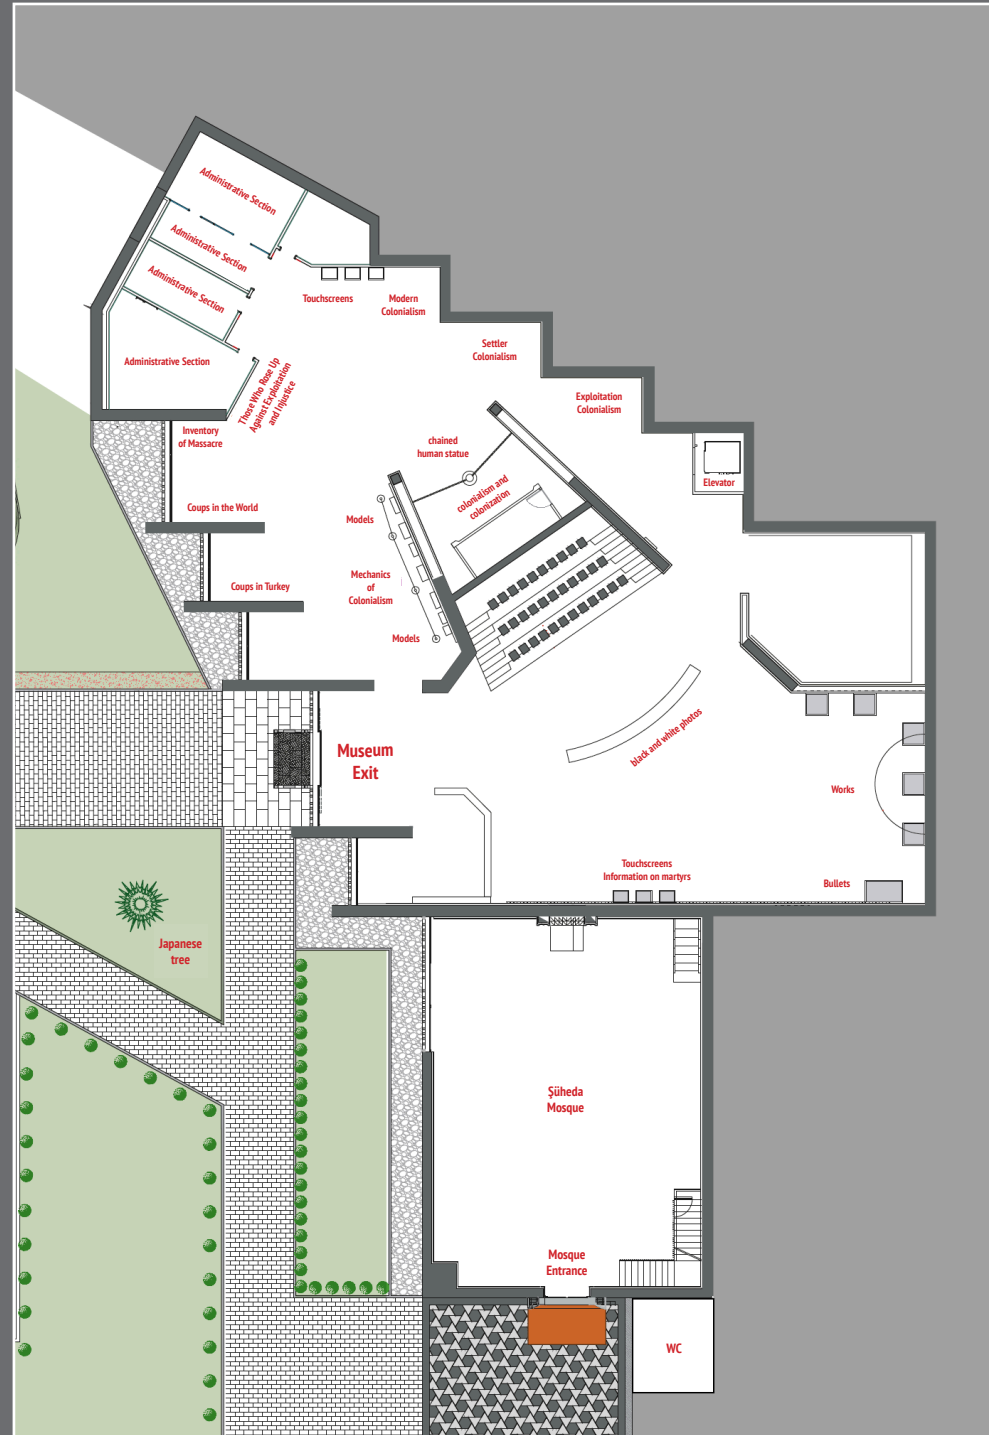 Administrative Section
Administrative Section
Administrative Section
Administrative Section
Touchscreens
Modern
Colonialism
Settler
Colonialism
Exploitation
Colonialism
Those Who Rose Up
Against Exploitation
and Injustice
Inventory
of Massacre
chained
human statue
colonialism and
colonization
Elevator
Coups in the World
Models
Mechanics
of
Colonialism
Coups in Turkey
Models
Museum
Exit
black and white photos
Works
Touchscreens
Information on martyrs
Bullets
Japanese
tree
Şüheda
Mosque
Mosque
Entrance
WC